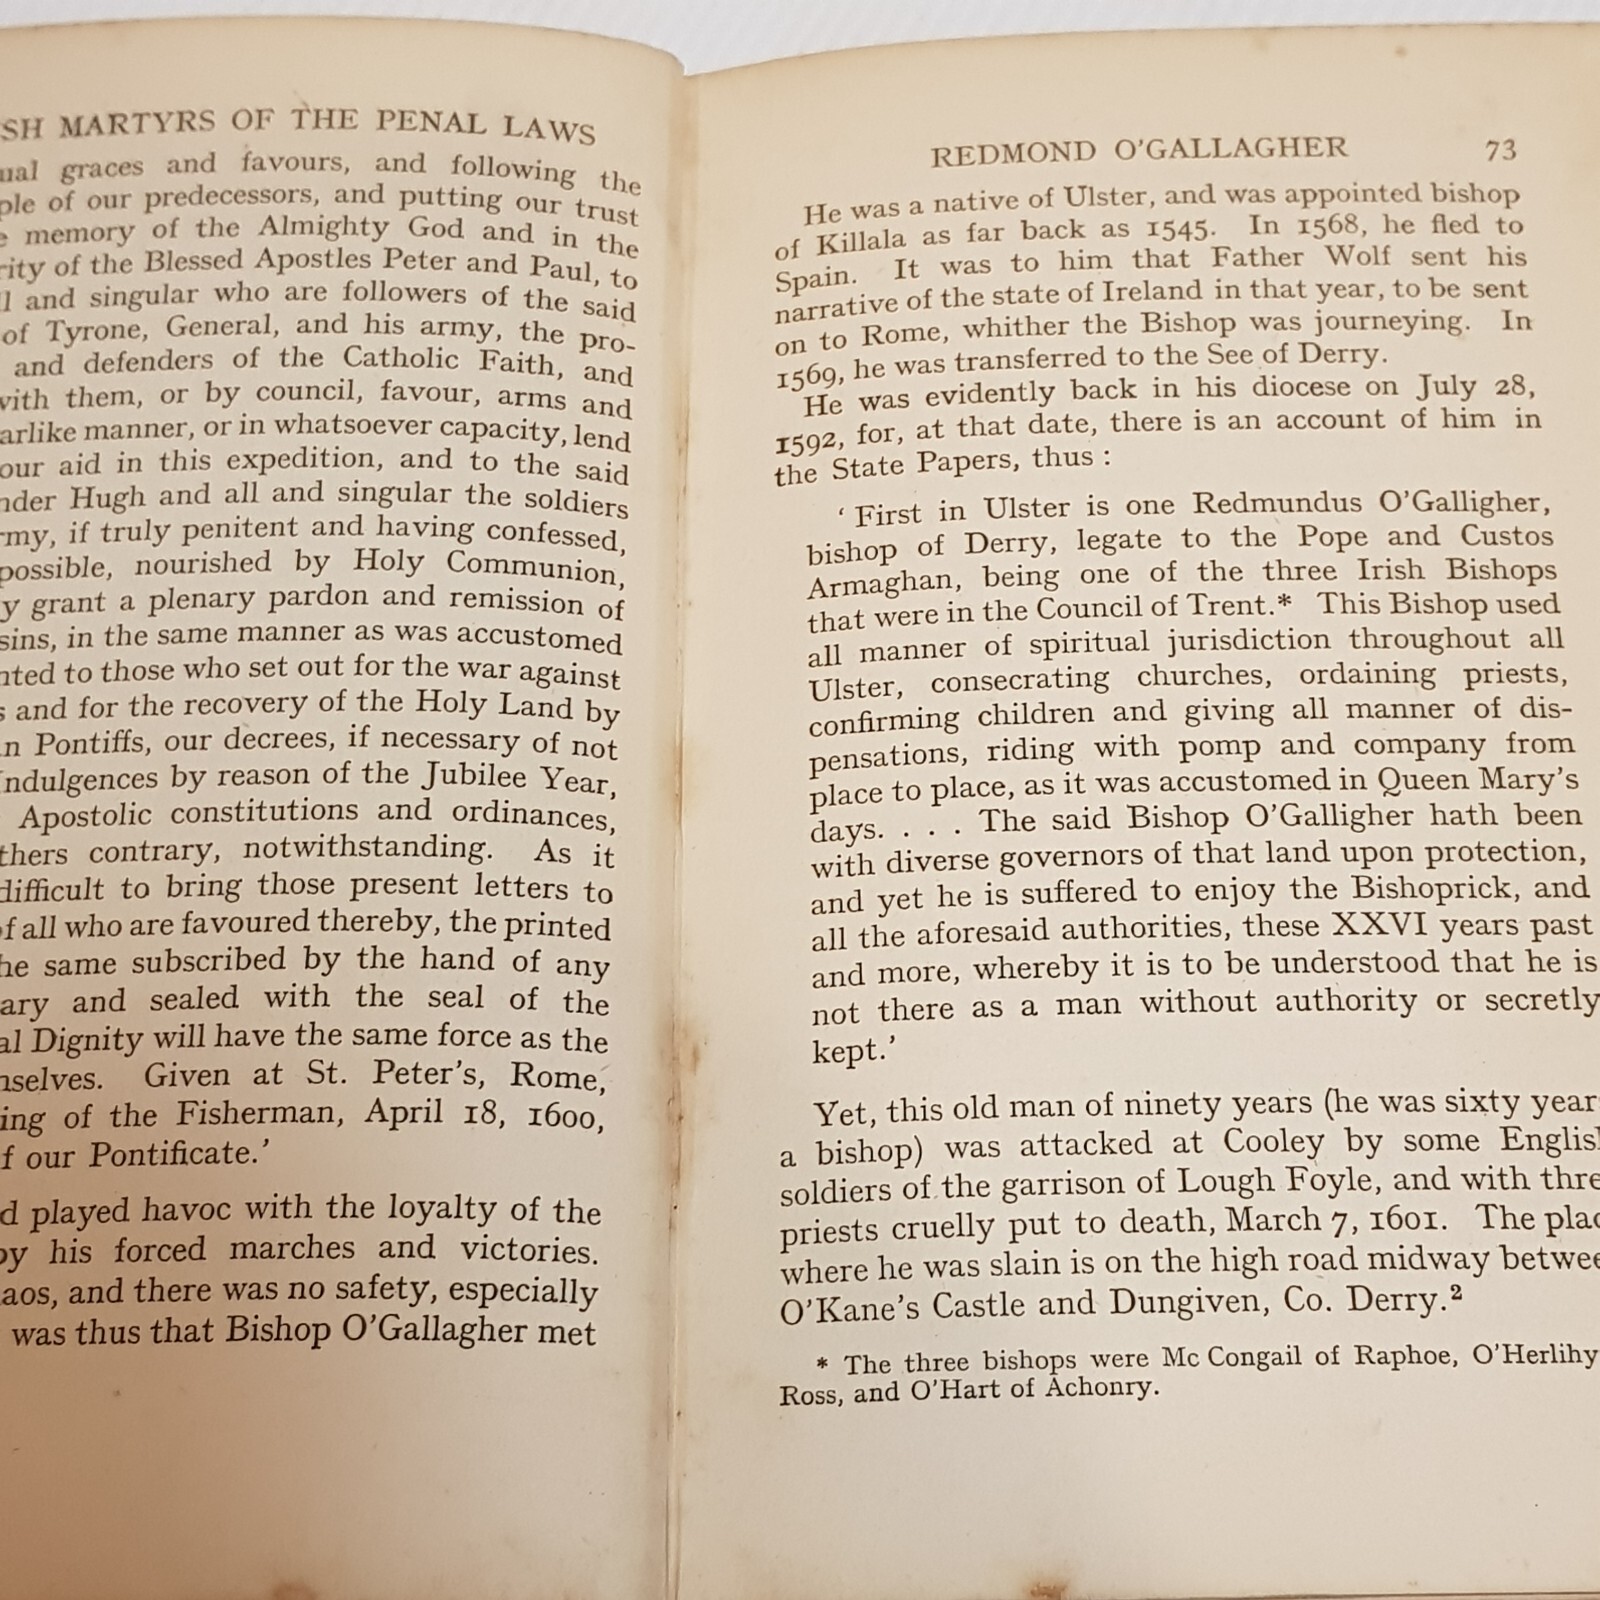 SH MARTYRS OF THE PENAL LAWS
ual graces and favours, and following the
ple of our predecessors, and putting our trust
e memory of the Almighty God and in the
rity of the Blessed Apostles Peter and Paul, to
l and singular who are followers of the said
of Tyrone, General, and his army, the pro-
and defenders of the Catholic Faith, and
with them, or by council, favour, arms and
arlike manner, or in whatsoever capacity, lend
our aid in this expedition, and to the said
nder Hugh and all and singular the soldiers
rmy, if truly penitent and having confessed,
possible, nourished by Holy Communion,
y grant a plenary pardon and remission of
sins, in the same manner as was accustomed
nted to those who set out for the war against
s and for the recovery of the Holy Land by
n Pontiffs, our decrees, if necessary of not
Indulgences by reason of the Jubilee Year,
Apostolic constitutions and ordinances,
thers contrary, notwithstanding. As it
difficult to bring those present letters to
of all who are favoured thereby, the printed
he same subscribed by the hand of any
ary and sealed with the seal of the
al Dignity will have the same force as the
nselves. Given at St. Peter's, Rome,
ing of the Fisherman, April 18, 1600,
f our Pontificate.'
d played havoc with the loyalty of the
by his forced marches and victories.
aos, and there was no safety, especially
was thus that Bishop O'Gallagher met
REDMOND O'GALLAGHER 73
He was a native of Ulster, and was appointed bishop
of Killala as far back as 1545. In 1568, he fled to
Spain. It was to him that Father Wolf sent his
narrative of the state of Ireland in that year, to be sent
on to Rome, whither the Bishop was journeying. In
1569, he was transferred to the See of Derry.
He was evidently back in his diocese on July 28,
1592, for, at that date, there is an account of him in
the State Papers, thus :
' First in Ulster is one Redmundus O'Galligher,
bishop of Derry, legate to the Pope and Custos
Armaghan, being one of the three Irish Bishops
that were in the Council of Trent.* This Bishop used
all manner of spiritual jurisdiction throughout all
Ulster, consecrating churches, ordaining priests,
confirming children and giving all manner of dis-
pensations, riding with pomp and company from
place to place, as it was accustomed in Queen Mary's
days. . . . The said Bishop O'Galligher hath been
with diverse governors of that land upon protection,
and yet he is suffered to enjoy the Bishoprick, and
all the aforesaid authorities, these XXVI years past
and more, whereby it is to be understood that he is
not there as a man without authority or secretly
kept.'
Yet, this old man of ninety years (he was sixty year
a bishop) was attacked at Cooley by some Englis
soldiers of the garrison of Lough Foyle, and with thre
priests cruelly put to death, March 7, 1601. The plac
where he was slain is on the high road midway betwee
O'Kane's Castle and Dungiven, Co. Derry.²
* The three bishops were Mc Congail of Raphoe, O'Herlihy
Ross, and O'Hart of Achonry.